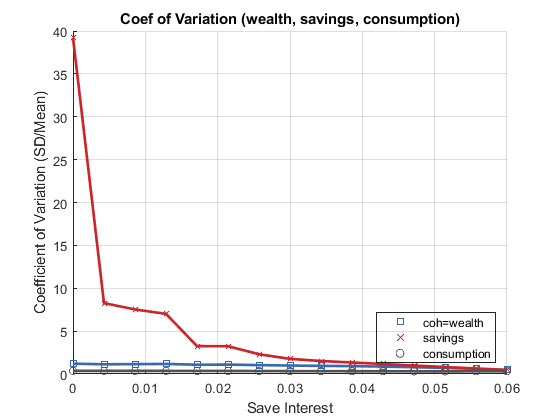 Coef of Variation (wealth, savings, consumption)
Coefficient of Variation (SD/Mean)
40
35
30
25
20
15
10
5
0
0 0.01 0.02 0.03 0.04 0.05 0.06
Save Interest
coh=wealth
savings
consumption